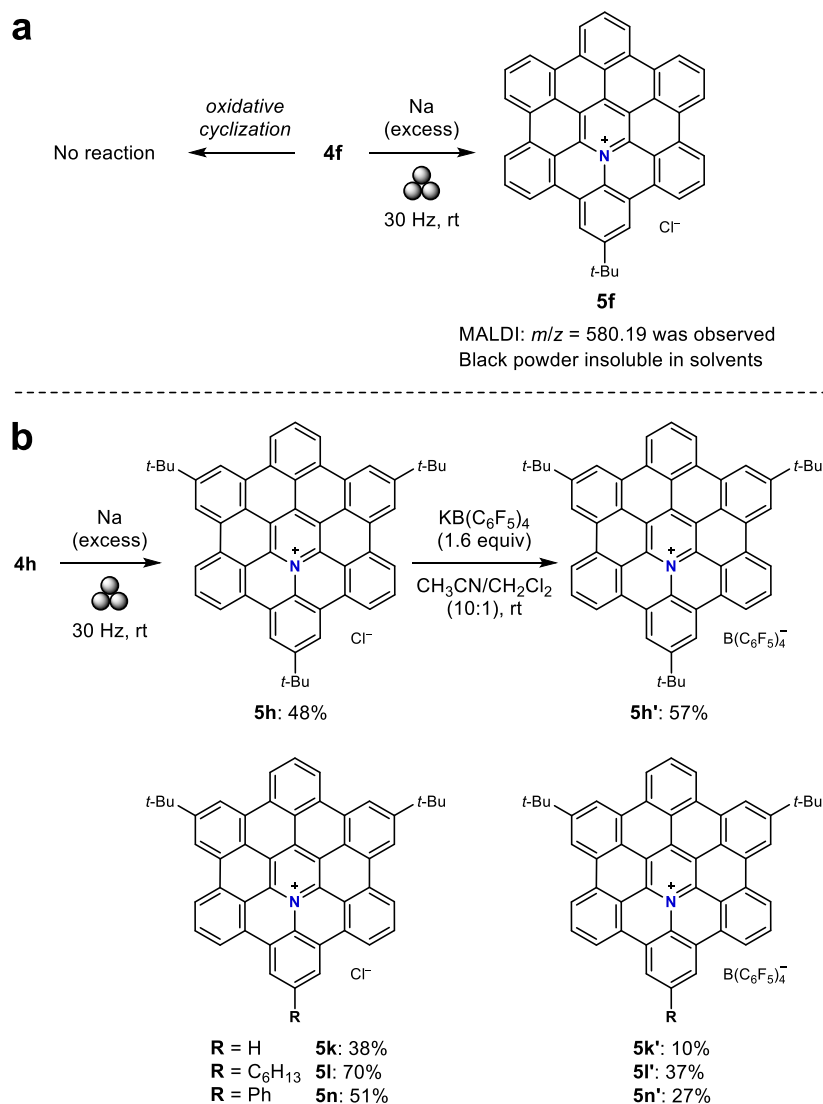 a
oxidative
cyclization
No reaction
4f
Na
(excess)
30 Hz, rt
N
+
Cl–
t-Bu
5f
MALDI: m/z = 580.19 was observed
Black powder insoluble in solvents
b
4h
Na
(excess)
30 Hz, rt
t-Bu
t-Bu
+
N
Cl–
t-Bu
5h: 48%
KB(C6F5)4
(1.6 equiv)
CH3CN/CH2Cl2
(10:1), rt
t-Bu
t-Bu
+
N
B(C6F5)4–
t-Bu
5h': 57%
t-Bu
t-Bu
+
N
Cl–
R
R = H 5k: 38%
R = C6H13 5l: 70%
R = Ph 5n: 51%
t-Bu
t-Bu
+
N
B(C6F5)4–
R
5k': 10%
5l': 37%
5n': 27%